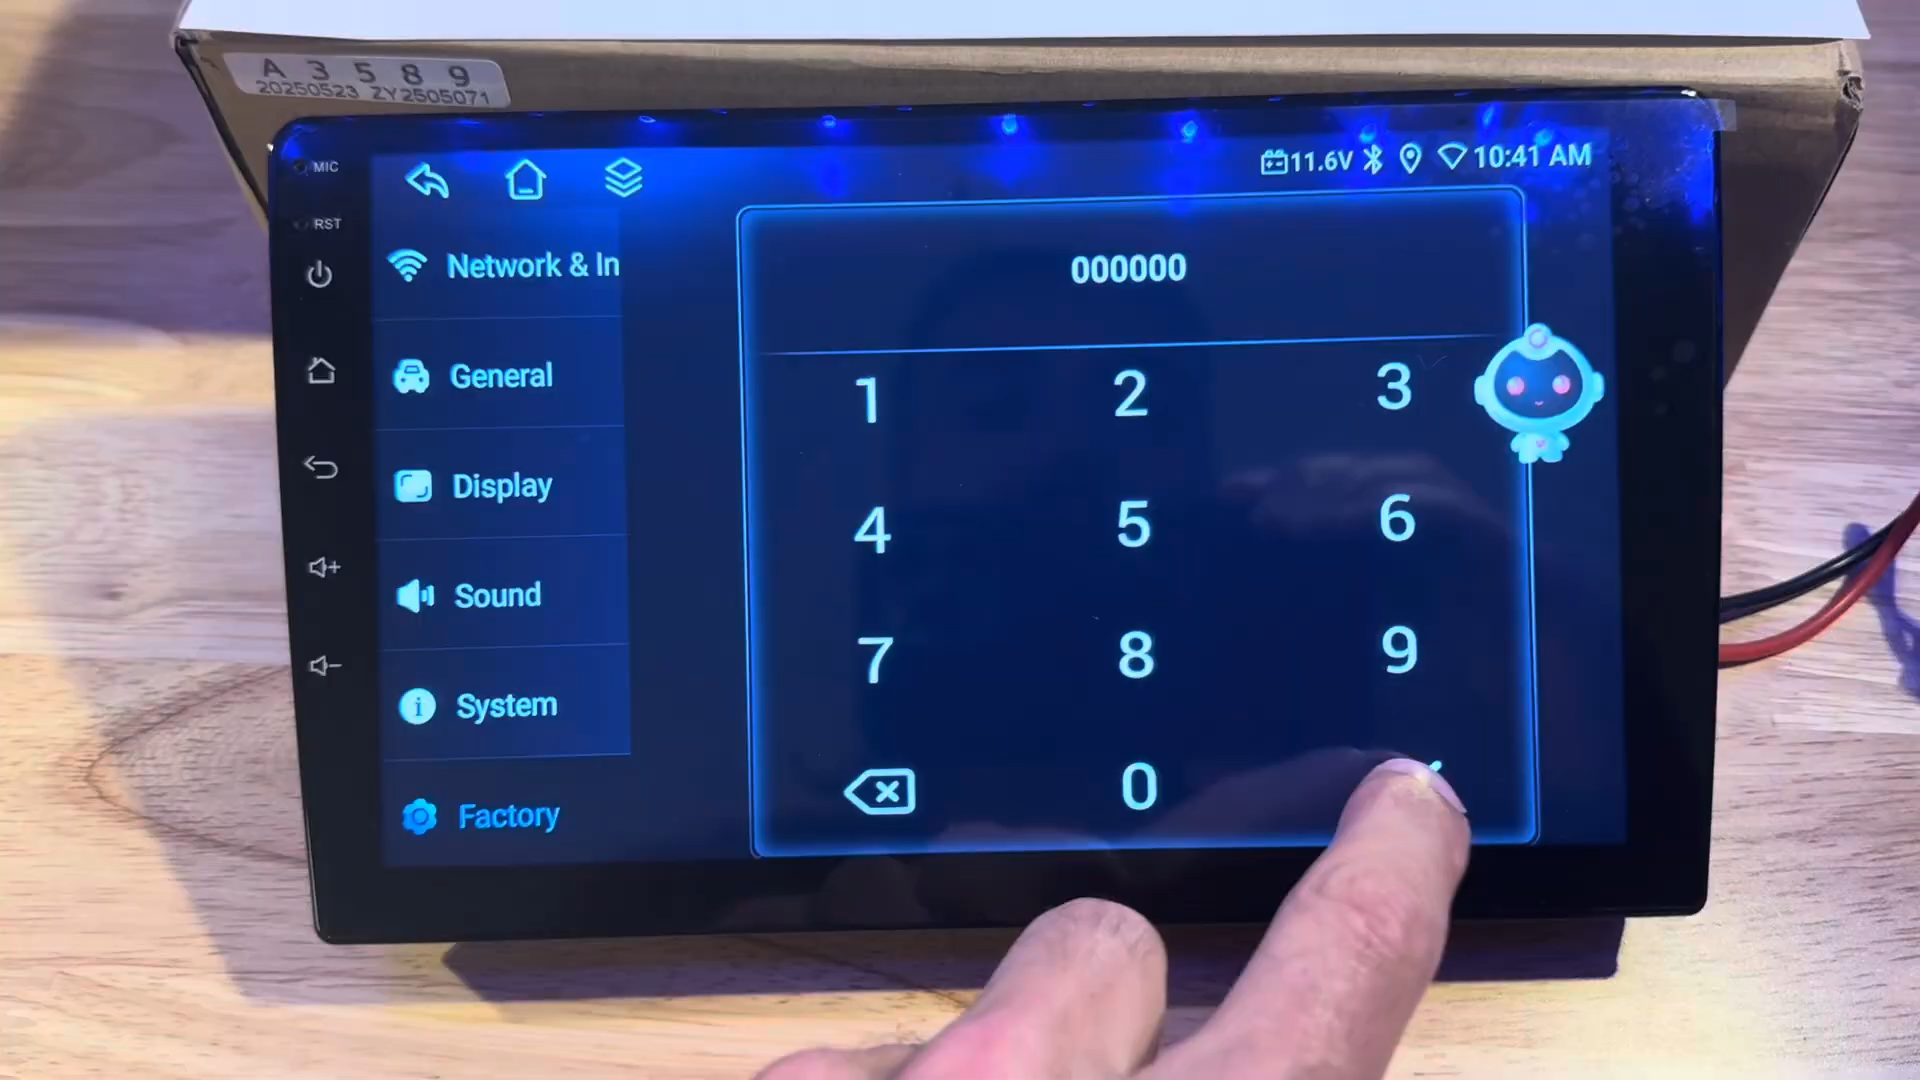 A 3 5 8 9
20250523 ZY2505071
MIC
RST
11.6V
10:41 AM
Network & In
General
Display
Sound
System
Factory
000000
1 2 3
4 5 6
7 8 9
0